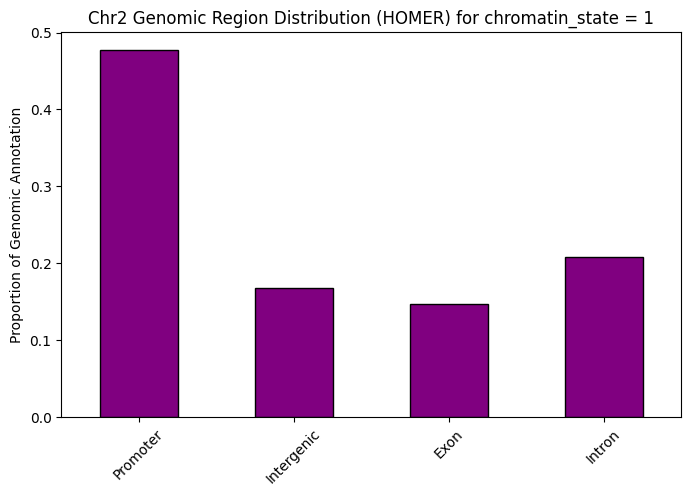 Chr2 Genomic Region Distribution (HOMER) for chromatin_state = 1
Proportion of Genomic Annotation
0.5
0.4
0.3
0.2
0.1
0.0
Promoter
Intergenic
Exon
Intron